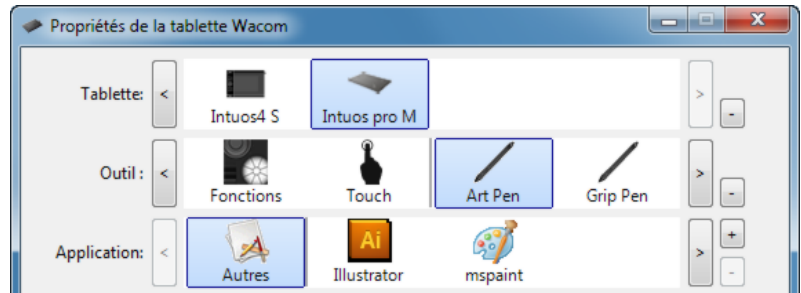 Propriétés de la tablette Wacom
Tablette: < Intuos4 S Intuos pro M > -
Outil : < Fonctions Touch Art Pen Grip Pen > -
Application: < Autres Ai Illustrator mspaint > + -